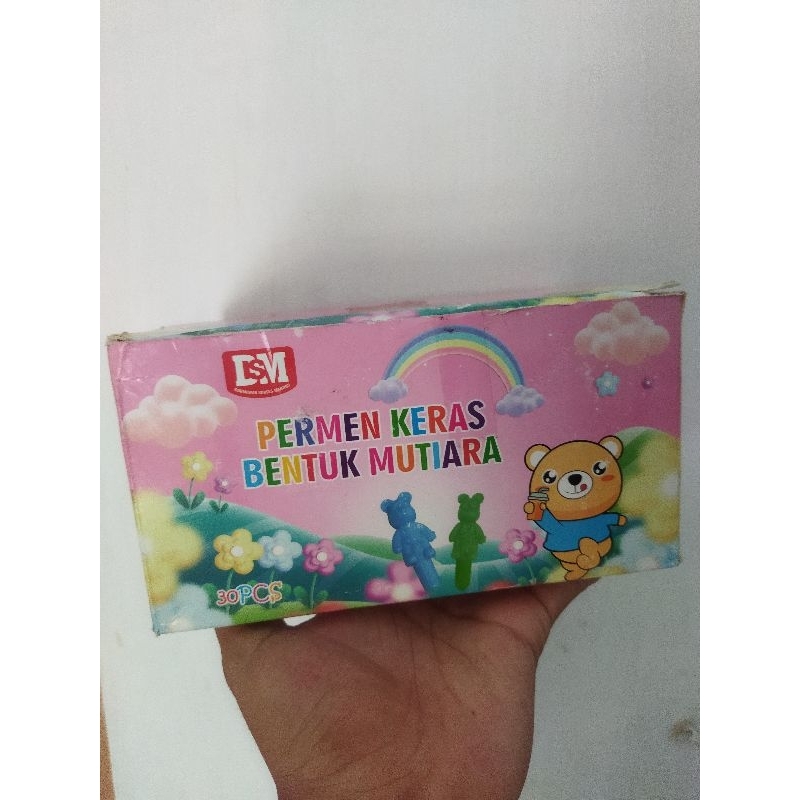 DSM
PERMEN KERAS
BENTUK MUTIARA
30PCS